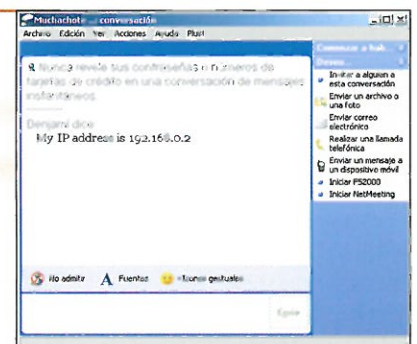 Muchachote ... conversación
Archivo Edición Ver Acciones Ayuda Plus!
Nunca revele sus contraseñas o números de
tarjetas de crédito en una conversación de mensajes
instantáneos.
Benjami dice
My IP address is 192.168.0.2
Comenzar a hab...
Deseo...
Invitar a alguien a
esta conversación
Enviar un archivo o
una foto
Enviar correo
electrónico
Realizar una llamada
telefónica
Enviar un mensaje a
un dispositivo móvil
Iniciar PS2000
Iniciar NetMeeting
No admitir Fuentes Iconos gestuales
Enviar